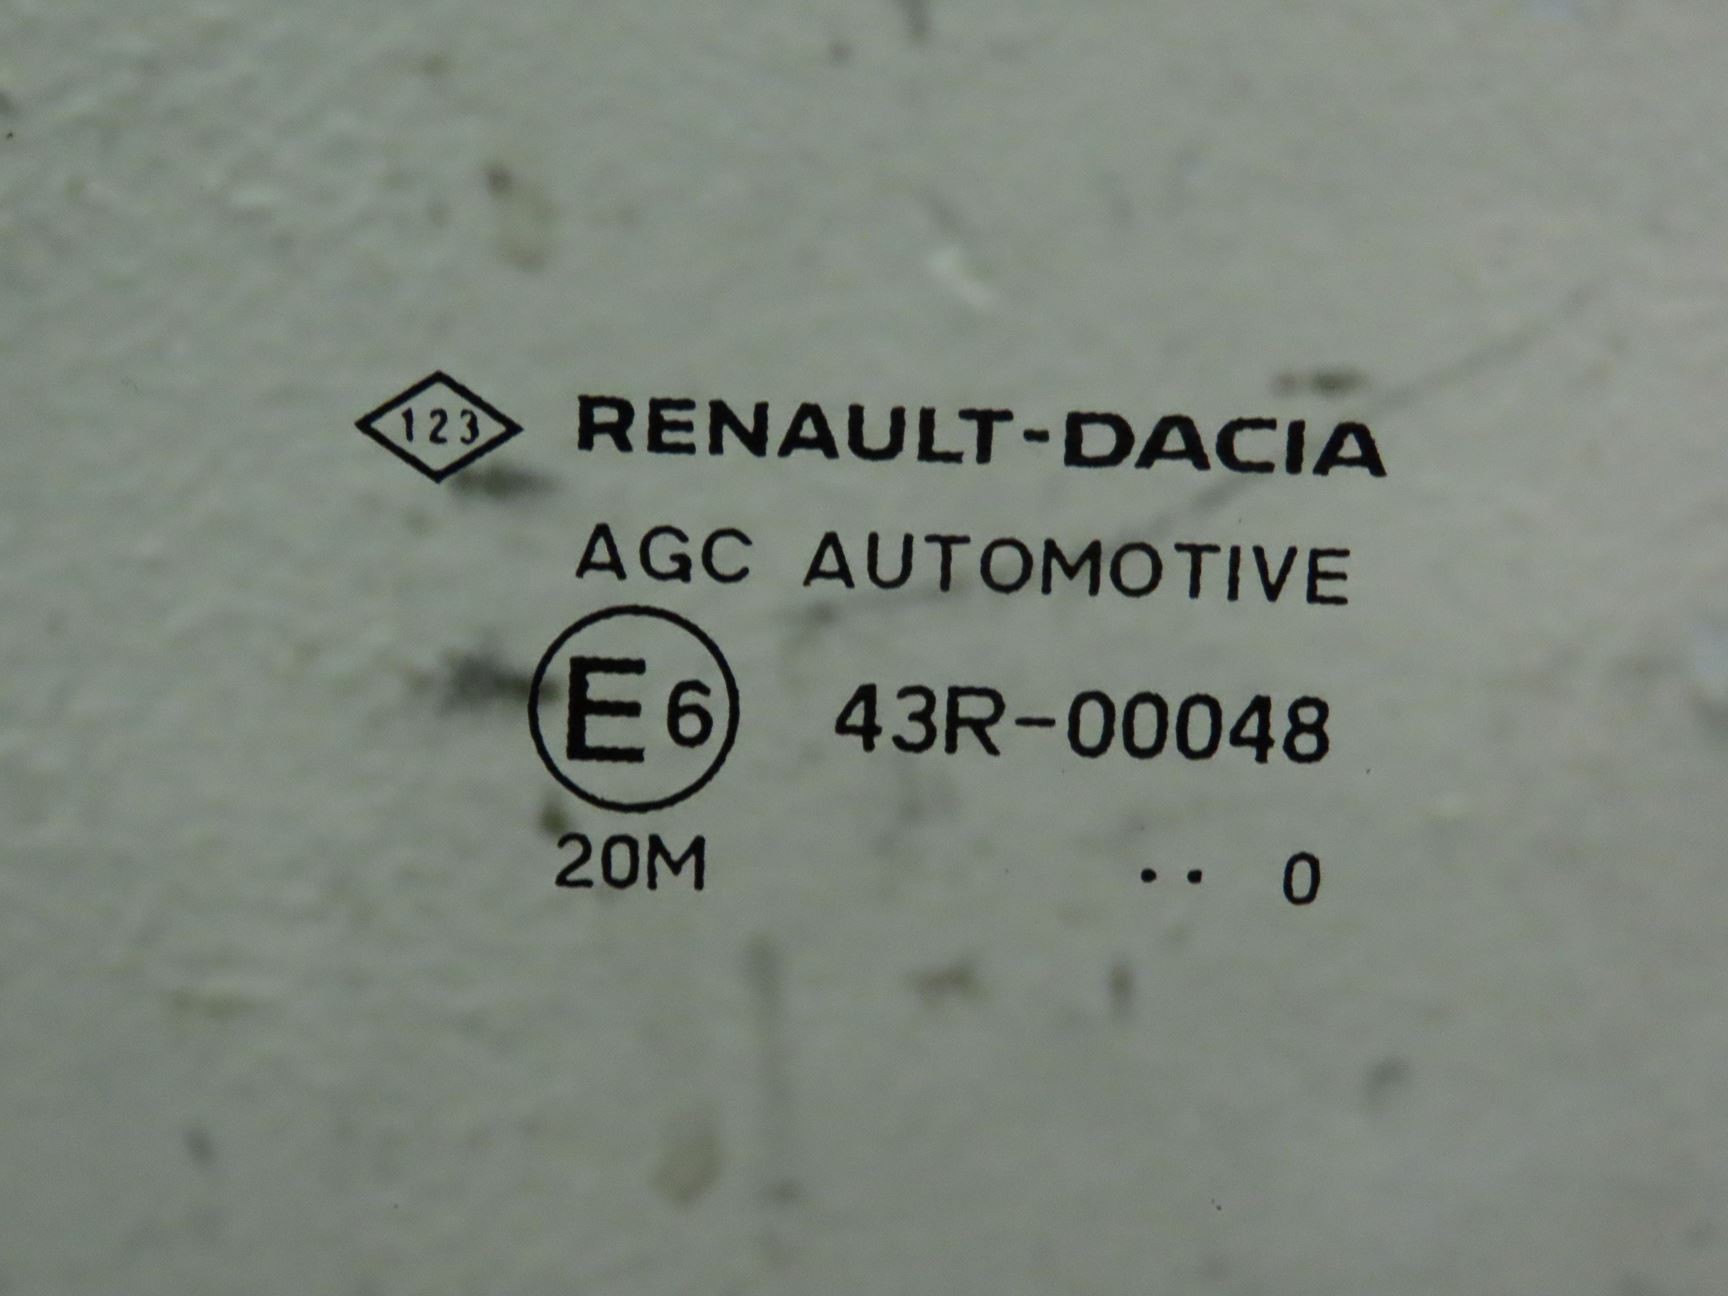 123 RENAULT-DACIA
AGC AUTOMOTIVE
E6 43R-00048
20M .. 0